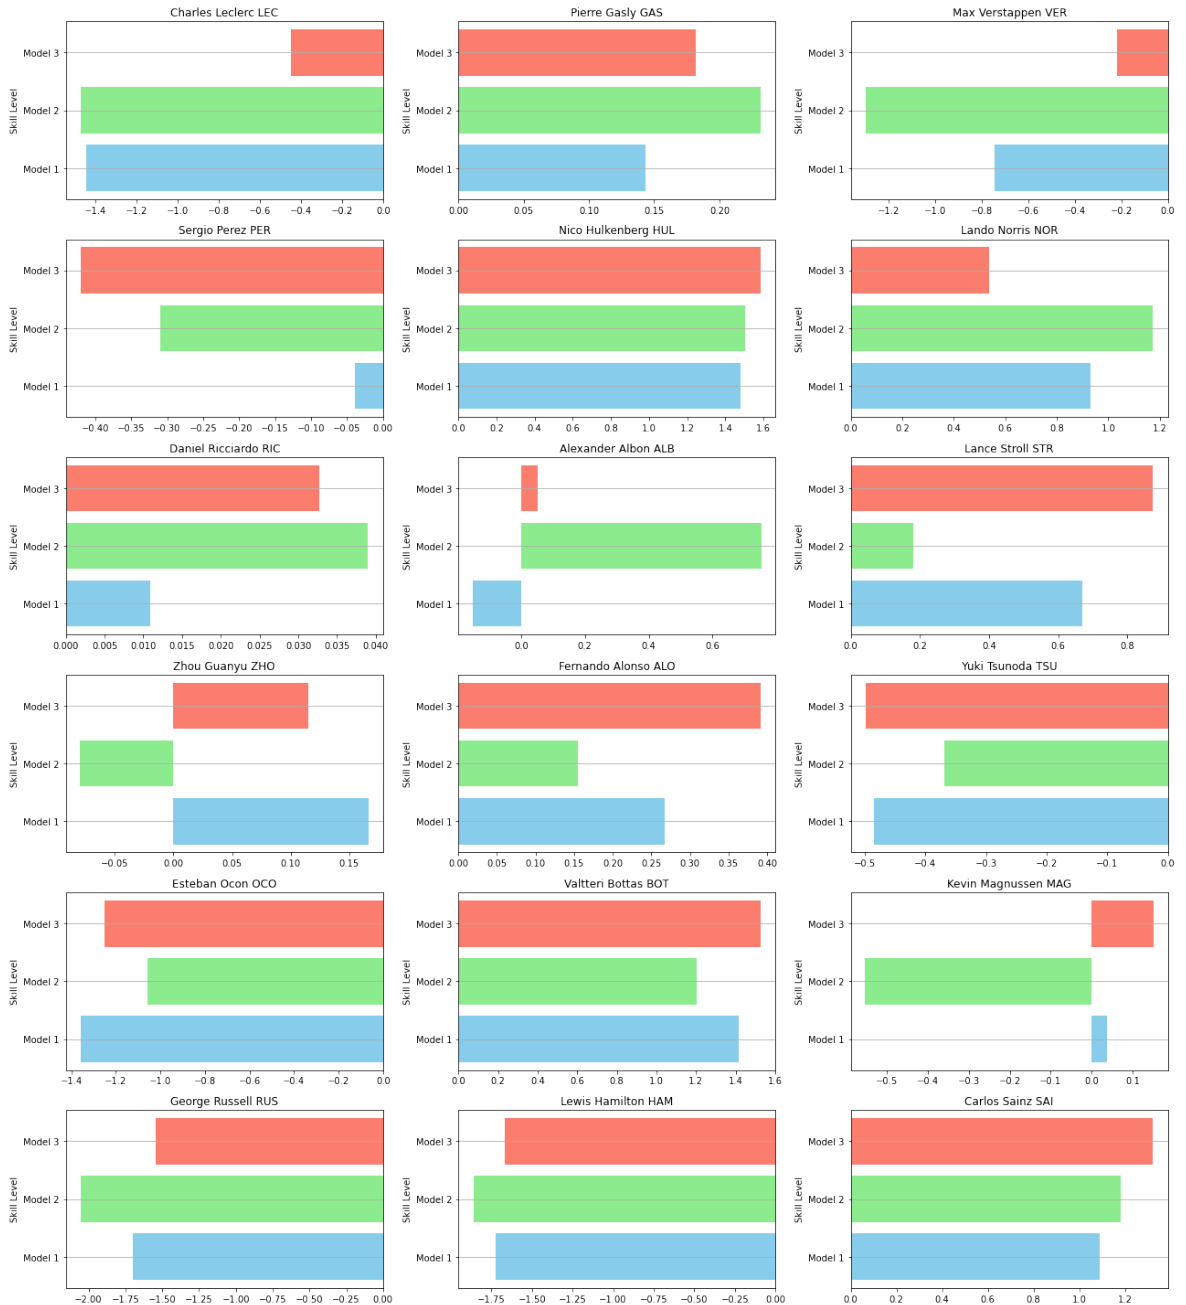 Charles Leclerc LEC
Skill Level
Model 3
Model 2
Model 1
−1.4 −1.2 −1.0 −0.8 −0.6 −0.4 −0.2 0.0
Pierre Gasly GAS
Skill Level
Model 3
Model 2
Model 1
0.00 0.05 0.10 0.15 0.20
Max Verstappen VER
Skill Level
Model 3
Model 2
Model 1
−1.2 −1.0 −0.8 −0.6 −0.4 −0.2 0.0
Sergio Perez PER
Skill Level
Model 3
Model 2
Model 1
−0.40 −0.35 −0.30 −0.25 −0.20 −0.15 −0.10 −0.05 0.00
Nico Hulkenberg HUL
Skill Level
Model 3
Model 2
Model 1
0.0 0.2 0.4 0.6 0.8 1.0 1.2 1.4 1.6
Lando Norris NOR
Skill Level
Model 3
Model 2
Model 1
0.0 0.2 0.4 0.6 0.8 1.0 1.2
Daniel Ricciardo RIC
Skill Level
Model 3
Model 2
Model 1
0.000 0.005 0.010 0.015 0.020 0.025 0.030 0.035 0.040
Alexander Albon ALB
Skill Level
Model 3
Model 2
Model 1
0.0 0.2 0.4 0.6
Lance Stroll STR
Skill Level
Model 3
Model 2
Model 1
0.0 0.2 0.4 0.6 0.8
Zhou Guanyu ZHO
Skill Level
Model 3
Model 2
Model 1
−0.05 0.00 0.05 0.10 0.15
Fernando Alonso ALO
Skill Level
Model 3
Model 2
Model 1
0.00 0.05 0.10 0.15 0.20 0.25 0.30 0.35 0.40
Yuki Tsunoda TSU
Skill Level
Model 3
Model 2
Model 1
−0.5 −0.4 −0.3 −0.2 −0.1 0.0
Esteban Ocon OCO
Skill Level
Model 3
Model 2
Model 1
−1.4 −1.2 −1.0 −0.8 −0.6 −0.4 −0.2 0.0
Valtteri Bottas BOT
Skill Level
Model 3
Model 2
Model 1
0.0 0.2 0.4 0.6 0.8 1.0 1.2 1.4 1.6
Kevin Magnussen MAG
Skill Level
Model 3
Model 2
Model 1
−0.5 −0.4 −0.3 −0.2 −0.1 0.0 0.1
George Russell RUS
Skill Level
Model 3
Model 2
Model 1
−2.00 −1.75 −1.50 −1.25 −1.00 −0.75 −0.50 −0.25 0.00
Lewis Hamilton HAM
Skill Level
Model 3
Model 2
Model 1
−1.75 −1.50 −1.25 −1.00 −0.75 −0.50 −0.25 0.00
Carlos Sainz SAI
Skill Level
Model 3
Model 2
Model 1
0.0 0.2 0.4 0.6 0.8 1.0 1.2